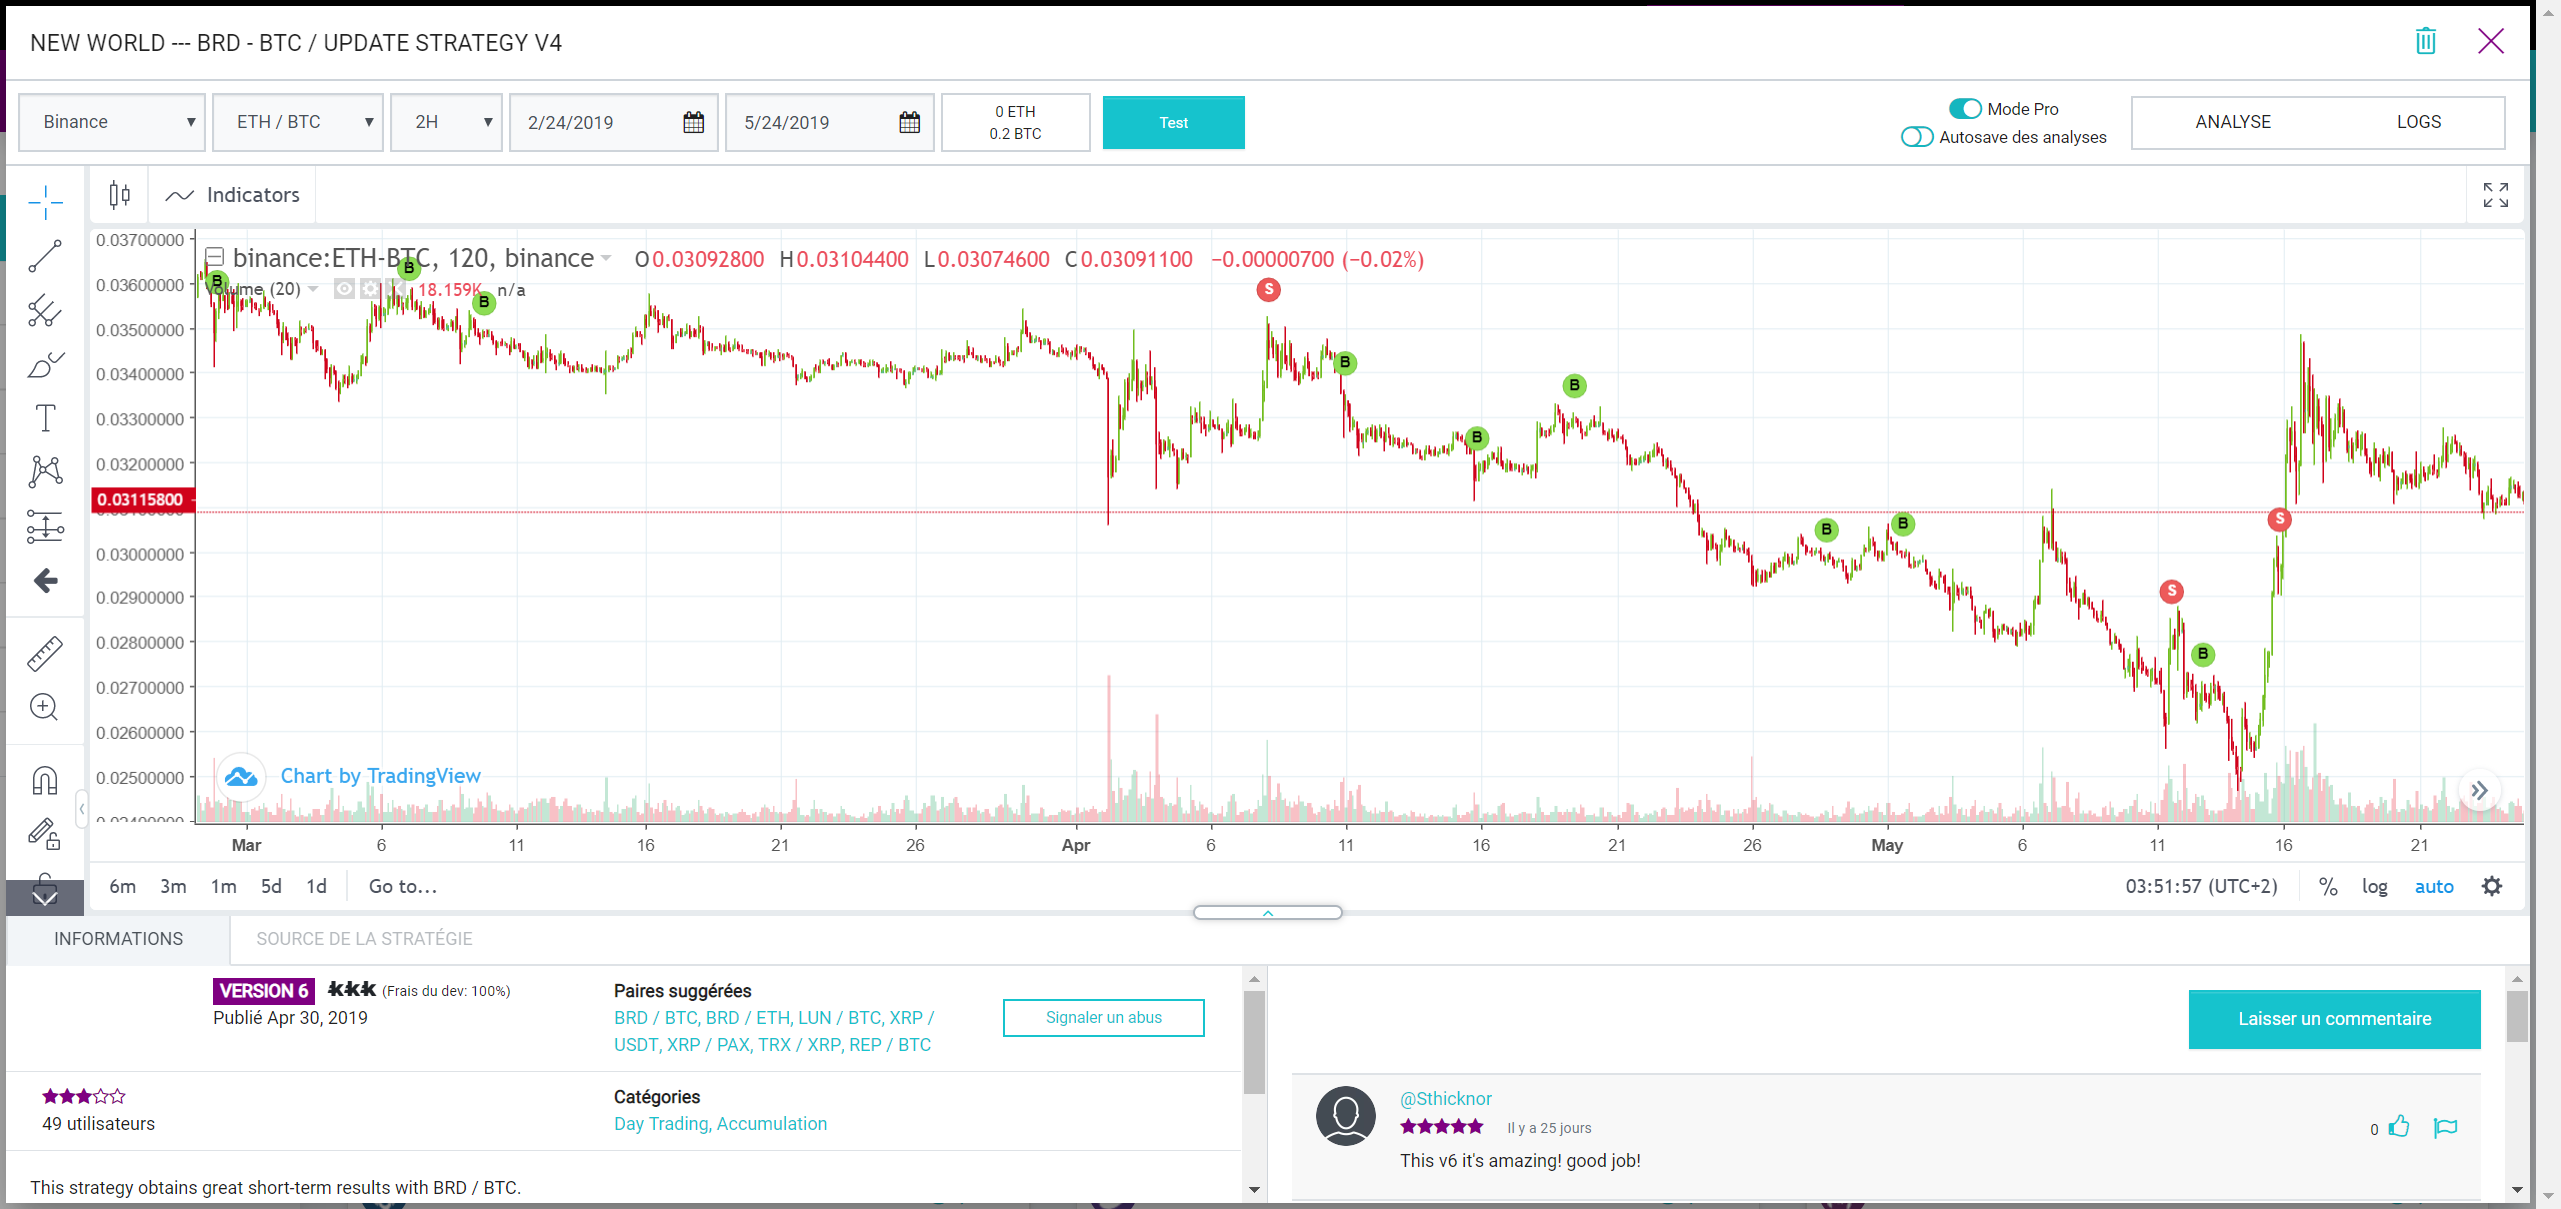 NEW WORLD --- BRD - BTC / UPDATE STRATEGY V4
Binance
ETH / BTC
2H
2/24/2019
5/24/2019
0 ETH
0.2 BTC
Test
Mode Pro
Autosave des analyses
ANALYSE
LOGS
Indicators
binance:ETH-BTC, 120, binance
O0.03092800 H0.03104400 L0.03074600 C0.03091100 −0.00000700 (−0.02%)
Volume (20)
18.159K n/a
0.03700000
0.03600000
0.03500000
0.03400000
0.03300000
0.03200000
0.03115800
0.03000000
0.02900000
0.02800000
0.02700000
0.02600000
0.02500000
0.02400000
B
B
B
S
B
B
B
B
B
S
B
S
Chart by TradingView
Mar 6 11 16 21 26 Apr 6 11 16 21 26 May 6 11 16 21
6m 3m 1m 5d 1d Go to...
03:51:57 (UTC+2) % log auto
INFORMATIONS
SOURCE DE LA STRATÉGIE
VERSION 6
kkk (Frais du dev: 100%)
Publié Apr 30, 2019
Paires suggérées
BRD / BTC, BRD / ETH, LUN / BTC, XRP /
USDT, XRP / PAX, TRX / XRP, REP / BTC
Signaler un abus
49 utilisateurs
Catégories
Day Trading, Accumulation
This strategy obtains great short-term results with BRD / BTC.
Laisser un commentaire
@Sthicknor
Il y a 25 jours
0
This v6 it's amazing! good job!